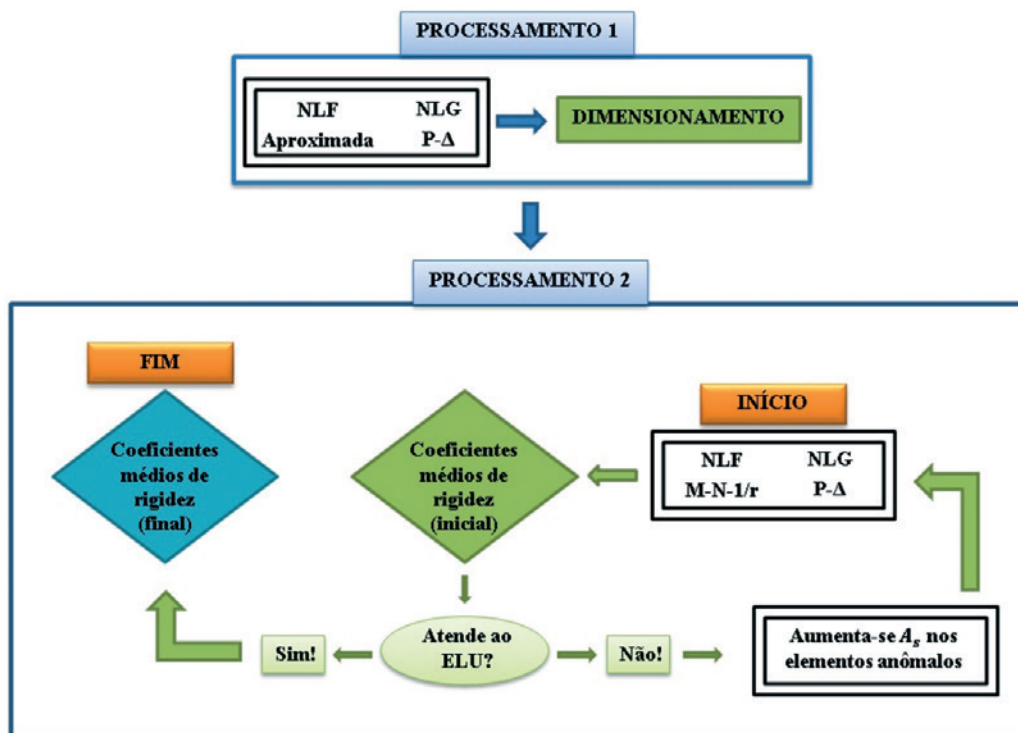 PROCESSAMENTO 1
NLF NLG
Aproximada P-Δ
DIMENSIONAMENTO
PROCESSAMENTO 2
FIM
Coeficientes
médios de
rigidez
(final)
Coeficientes
médios de
rigidez
(inicial)
INÍCIO
NLF NLG
M-N-1/r P-Δ
Sim!
Atende ao
ELU?
Não!
Aumenta-se A_s nos
elementos anômalos